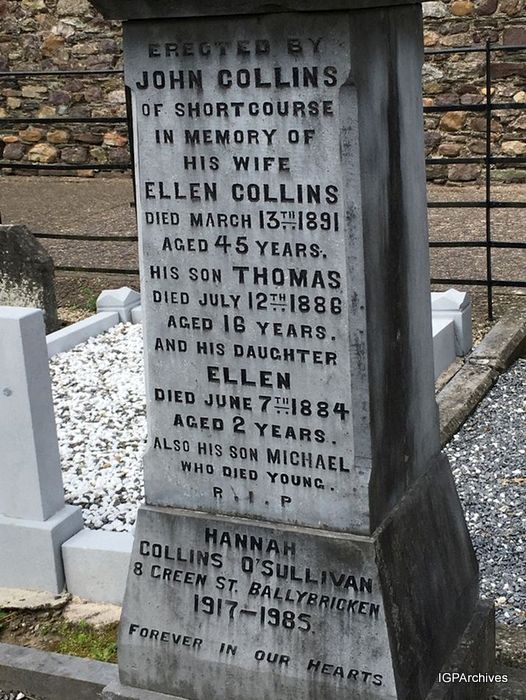 ERECTED BY
JOHN COLLINS
OF SHORTCOURSE
IN MEMORY OF
HIS WIFE
ELLEN COLLINS
DIED MARCH 13TH 1891
AGED 45 YEARS.
HIS SON THOMAS
DIED JULY 12TH 1886
AGED 16 YEARS.
AND HIS DAUGHTER
ELLEN
DIED JUNE 7TH 1884
AGED 2 YEARS.
ALSO HIS SON MICHAEL
WHO DIED YOUNG.
R.I.P
HANNAH
COLLINS O'SULLIVAN
8 GREEN ST. BALLYBRICKEN
1917-1985.
FOREVER IN OUR HEARTS
IGPArchives